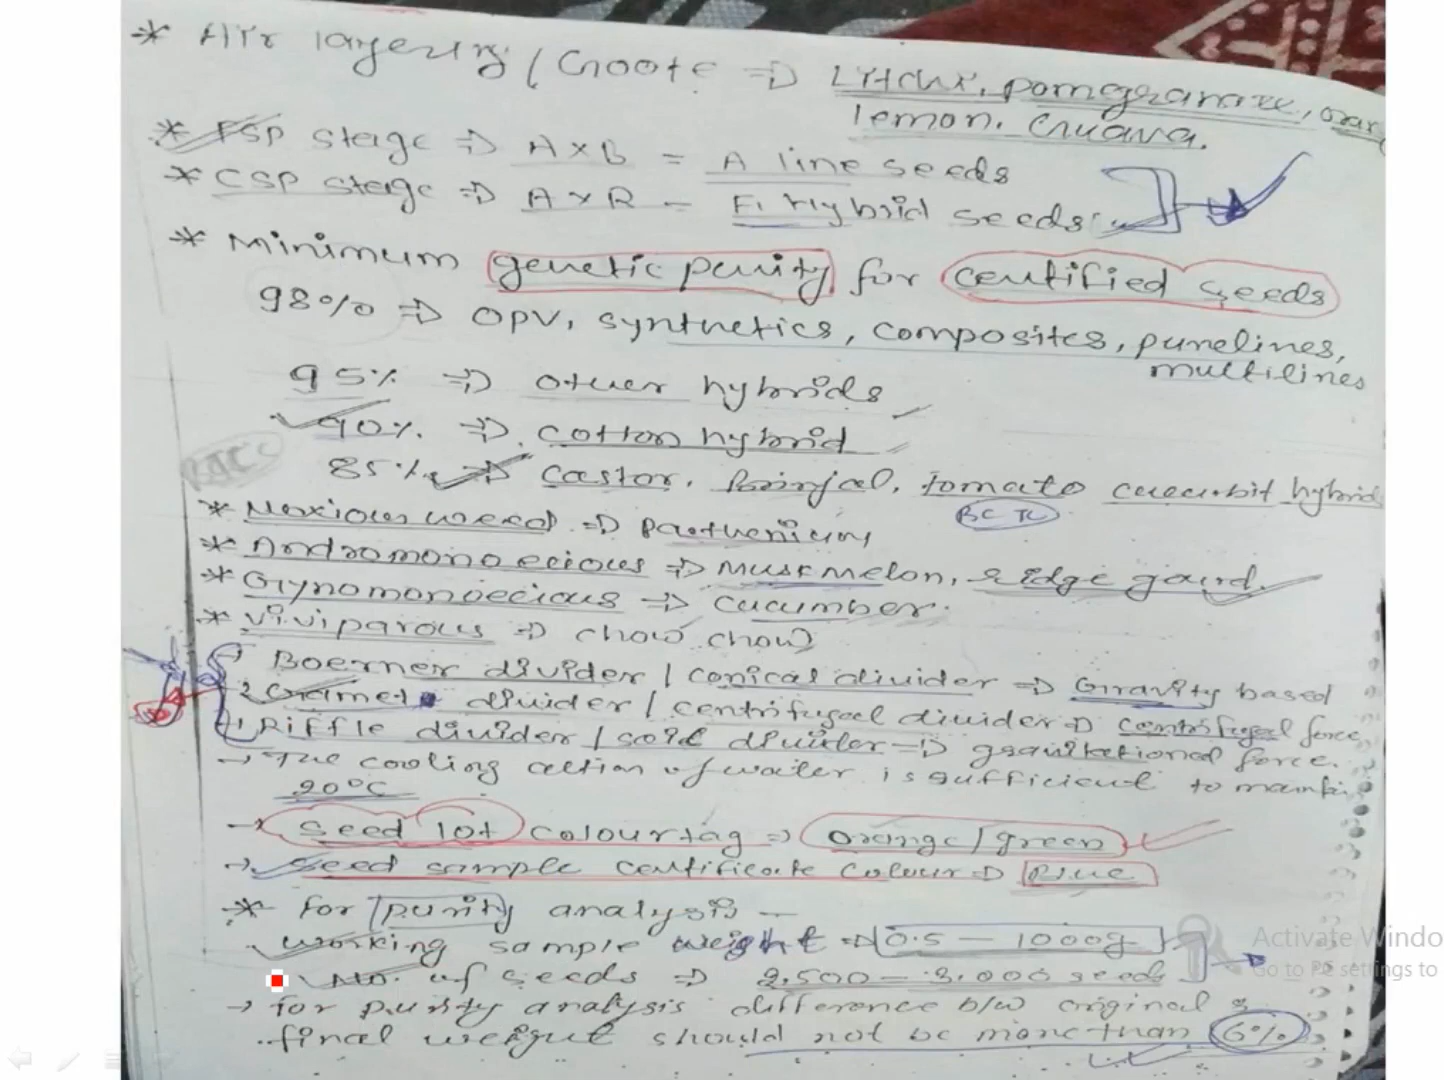 * Air layering / Goote ⇒ Litchi, pomgeranate,
lemon, Guava.
* FSP stage ⇒ A×B = A line seeds
* CSP stage ⇒ A×R = F1 Hybrid seeds
* Minimum genetic purity for certified seeds
98% ⇒ OPV, synthetics, composites, purelines,
multilines
95% ⇒ other hybrids
90% ⇒ cotton hybrid
85% ⇒ castor, brinjal, tomato cucurbit hybrid
BCTC
* Noxious weed ⇒ parthenium
* Andromonoecious ⇒ muskmelon, ridge gourd
* Gynomonoecious ⇒ cucumber.
* viviparous ⇒ chow chow
Boerner divider / conical divider ⇒ Gravity based
Gamet divider / centrifugal divider ⇒ centrifugal force
Riffle divider / soil divider ⇒ gravitational force.
→ The cooling action of water is sufficient to
20°C
→ seed lot colour tag ⇒ orange/green
→ seed sample certificate colour ⇒ Blue
* for purity analysis —
working sample weight ⇒ 0.5 – 1000g
No. of seeds ⇒ 2,500 – 3,000 seed
→ for purity analysis difference b/w original &
final weight should not be more than 6%
Activate Windo
Go to PC settings to